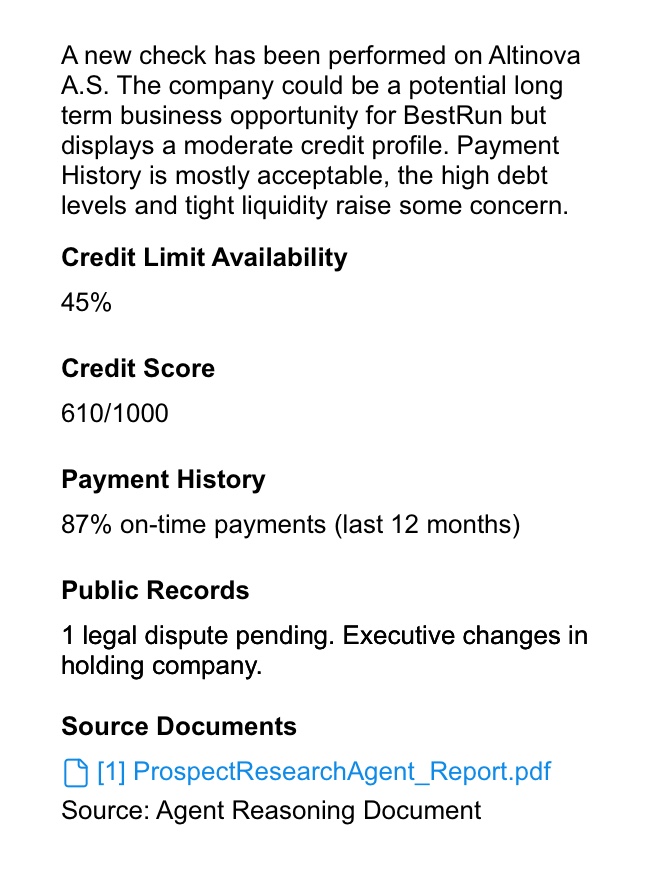 A new check has been performed on Altinova
A.S. The company could be a potential long
term business opportunity for BestRun but
displays a moderate credit profile. Payment
History is mostly acceptable, the high debt
levels and tight liquidity raise some concern.
Credit Limit Availability
45%
Credit Score
610/1000
Payment History
87% on-time payments (last 12 months)
Public Records
1 legal dispute pending. Executive changes in
holding company.
Source Documents
[1] ProspectResearchAgent_Report.pdf
Source: Agent Reasoning Document